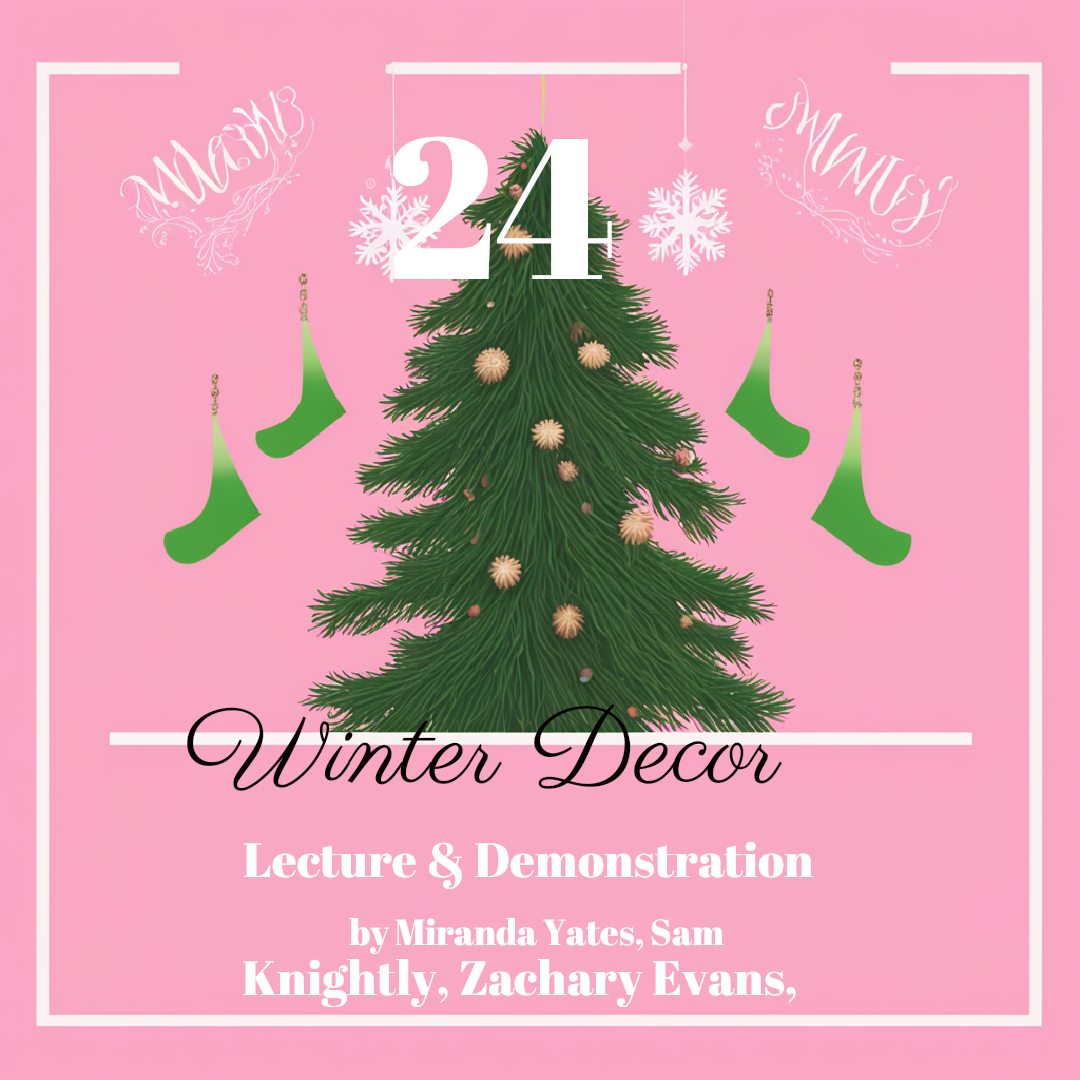 24
Winter Decor
Lecture & Demonstration
by Miranda Yates, Sam
Knightly, Zachary Evans,